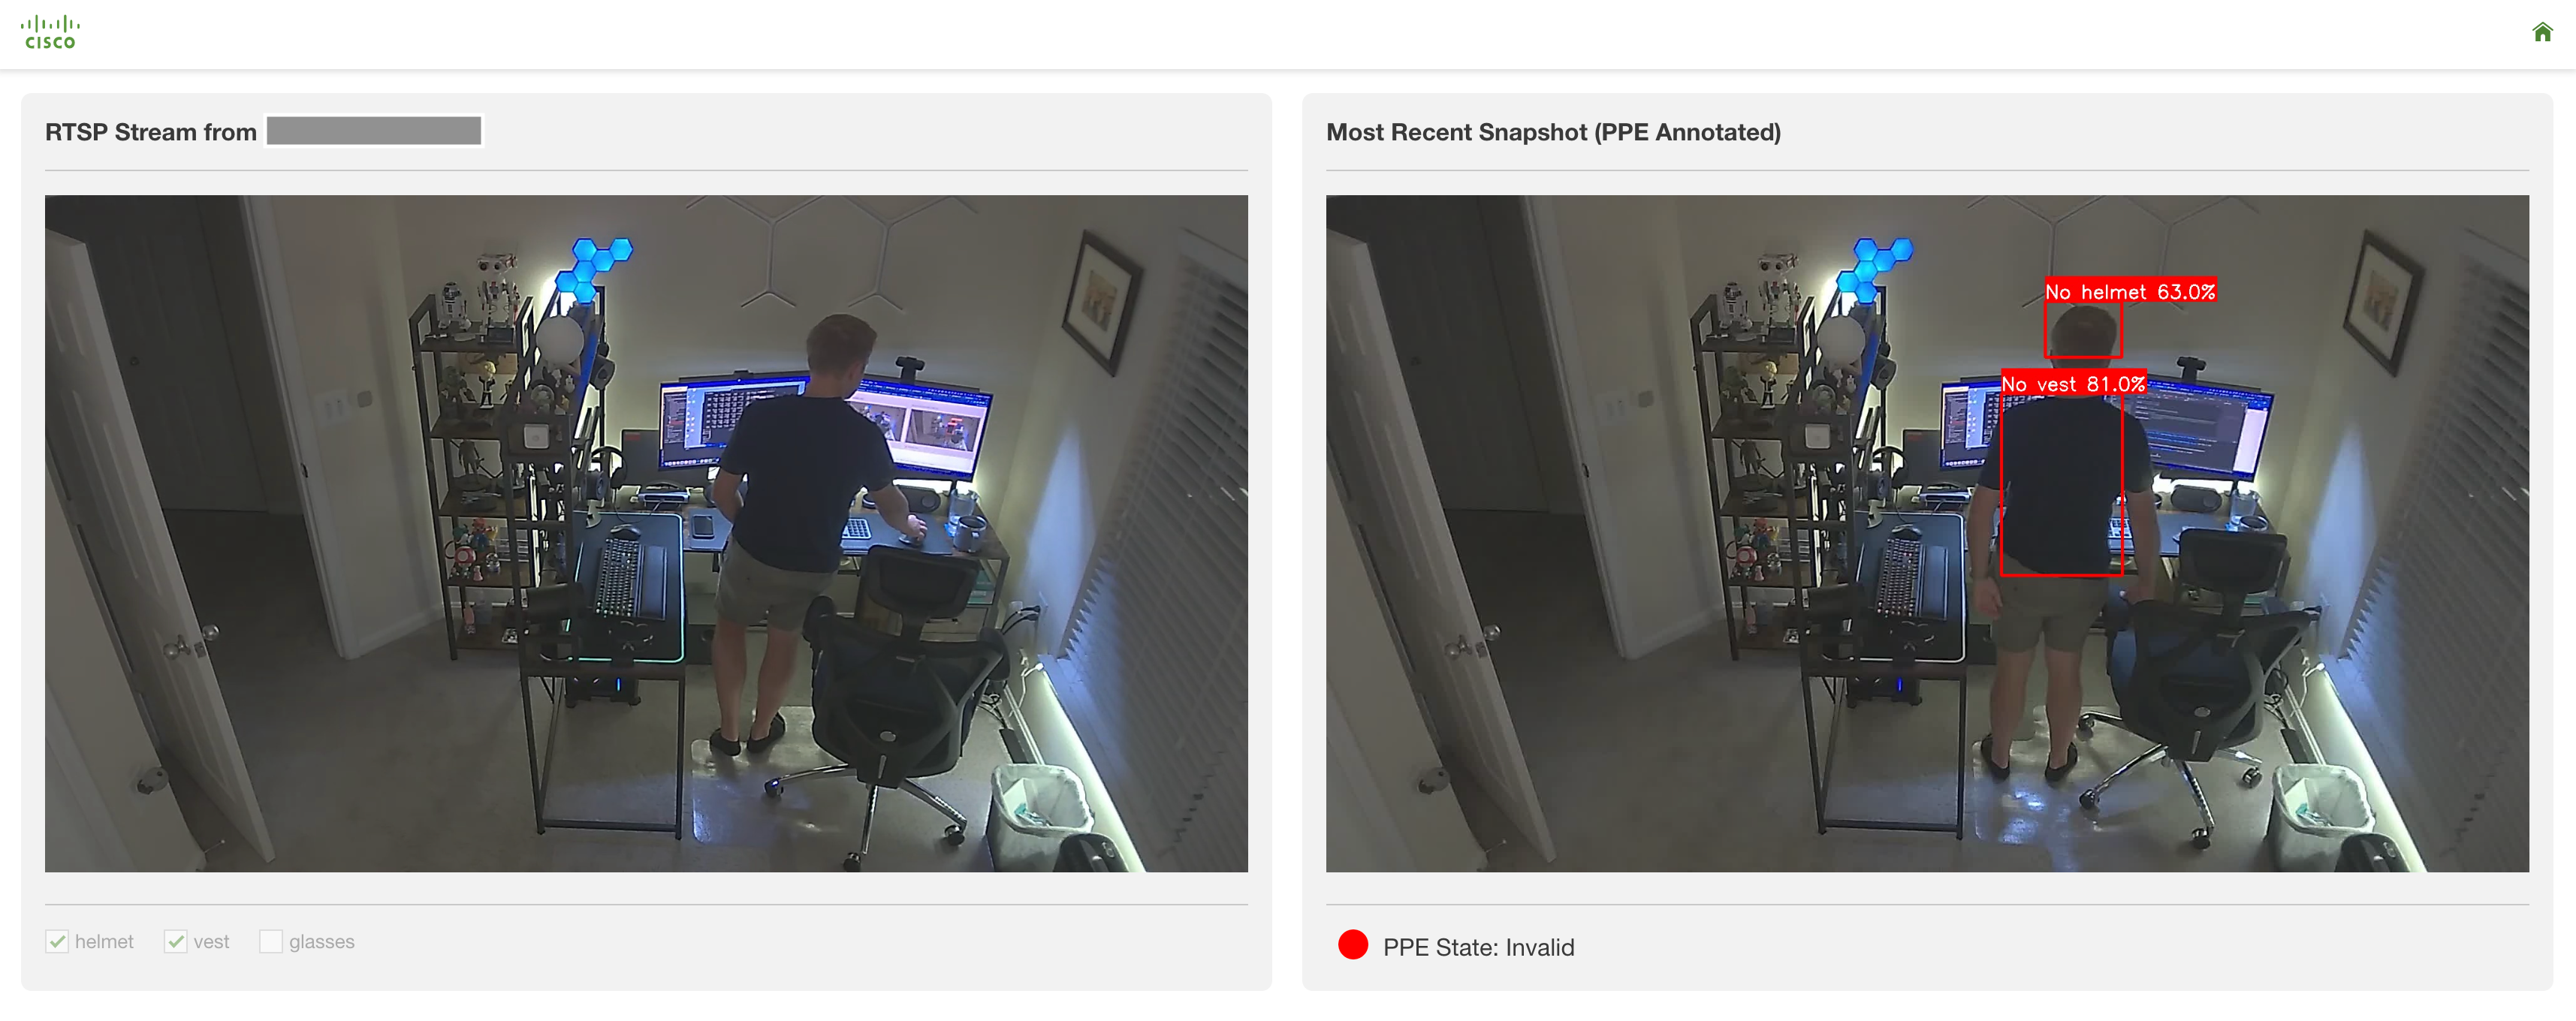 CISCO
RTSP Stream from
Most Recent Snapshot (PPE Annotated)
No helmet 63.0%
No vest 81.0%
helmet
vest
glasses
PPE State: Invalid